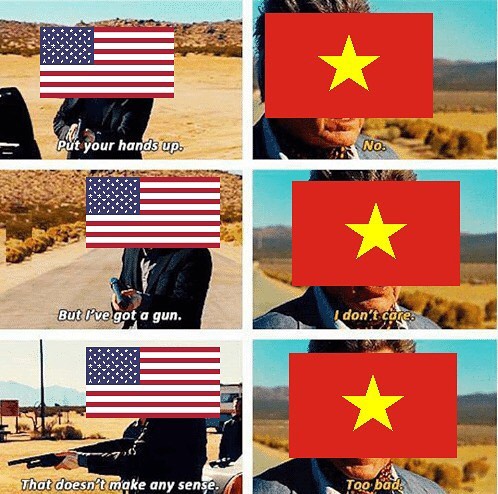 Put your hands up.
No.
But I've got a gun.
I don't care.
That doesn't make any sense.
Too bad.